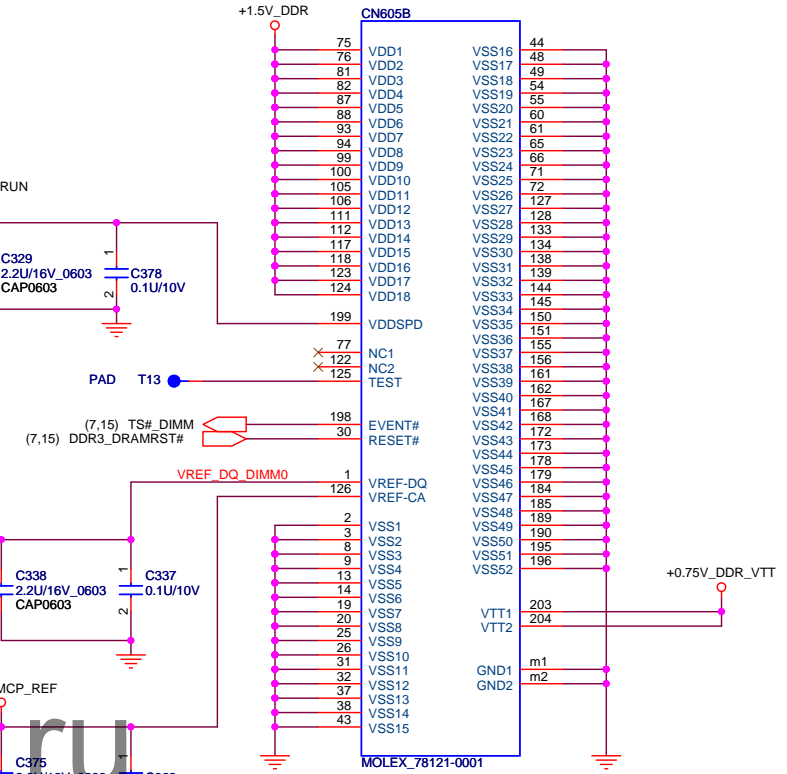 +1.5V_DDR
CN605B
75 VDD1 VSS16 44
76 VDD2 VSS17 48
81 VDD3 VSS18 49
82 VDD4 VSS19 54
87 VDD5 VSS20 55
88 VDD6 VSS21 60
93 VDD7 VSS22 61
94 VDD8 VSS23 65
99 VDD9 VSS24 66
100 VDD10 VSS25 71
105 VDD11 VSS26 72
106 VDD12 VSS27 127
111 VDD13 VSS28 128
112 VDD14 VSS29 133
117 VDD15 VSS30 134
118 VDD16 VSS31 138
123 VDD17 VSS32 139
124 VDD18 VSS33 144
VSS34 145
199 VDDSPD VSS35 150
VSS36 151
77 NC1 VSS37 155
122 NC2 VSS38 156
125 TEST VSS39 161
VSS40 162
VSS41 167
198 EVENT# VSS42 168
30 RESET# VSS43 172
VSS44 173
VSS45 178
1 VREF-DQ VSS46 179
126 VREF-CA VSS47 184
VSS48 185
2 VSS1 VSS49 189
3 VSS2 VSS50 190
8 VSS3 VSS51 195
9 VSS4 VSS52 196
13 VSS5
14 VSS6
19 VSS7 VTT1 203
20 VSS8 VTT2 204
25 VSS9
26 VSS10
31 VSS11 GND1 m1
32 VSS12 GND2 m2
37 VSS13
38 VSS14
43 VSS15
MOLEX_78121-0001
RUN
C329
2.2U/16V_0603
CAP0603
1
C378
0.1U/10V
2
PAD T13
(7,15) TS#_DIMM
(7,15) DDR3_DRAMRST#
VREF_DQ_DIMM0
C338
2.2U/16V_0603
CAP0603
1
C337
0.1U/10V
2
+0.75V_DDR_VTT
MCP_REF
ru
C375
1